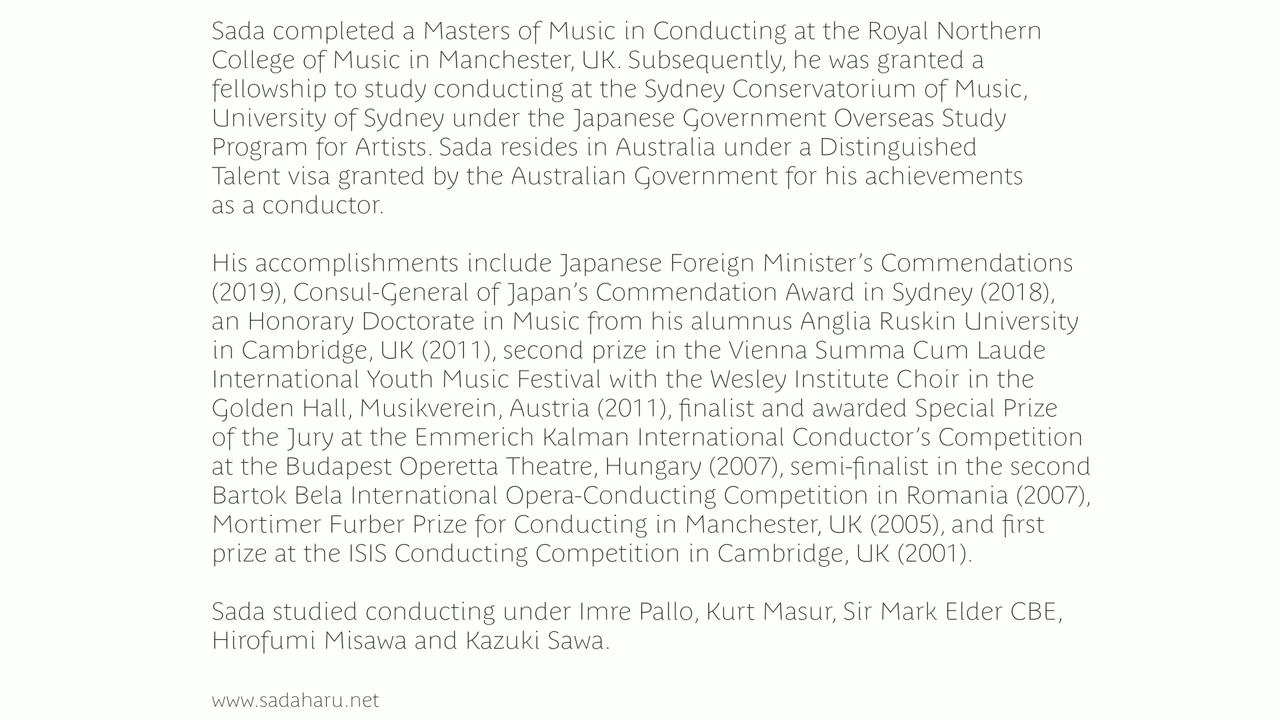 Sada completed a Masters of Music in Conducting at the Royal Northern
College of Music in Manchester, UK. Subsequently, he was granted a
fellowship to study conducting at the Sydney Conservatorium of Music,
University of Sydney under the Japanese Government Overseas Study
Program for Artists. Sada resides in Australia under a Distinguished
Talent visa granted by the Australian Government for his achievements
as a conductor.
His accomplishments include Japanese Foreign Minister’s Commendations
(2019), Consul-General of Japan’s Commendation Award in Sydney (2018),
an Honorary Doctorate in Music from his alumnus Anglia Ruskin University
in Cambridge, UK (2011), second prize in the Vienna Summa Cum Laude
International Youth Music Festival with the Wesley Institute Choir in the
Golden Hall, Musikverein, Austria (2011), finalist and awarded Special Prize
of the Jury at the Emmerich Kalman International Conductor’s Competition
at the Budapest Operetta Theatre, Hungary (2007), semi-finalist in the second
Bartok Bela International Opera-Conducting Competition in Romania (2007),
Mortimer Furber Prize for Conducting in Manchester, UK (2005), and first
prize at the ISIS Conducting Competition in Cambridge, UK (2001).
Sada studied conducting under Imre Pallo, Kurt Masur, Sir Mark Elder CBE,
Hirofumi Misawa and Kazuki Sawa.
www.sadaharu.net